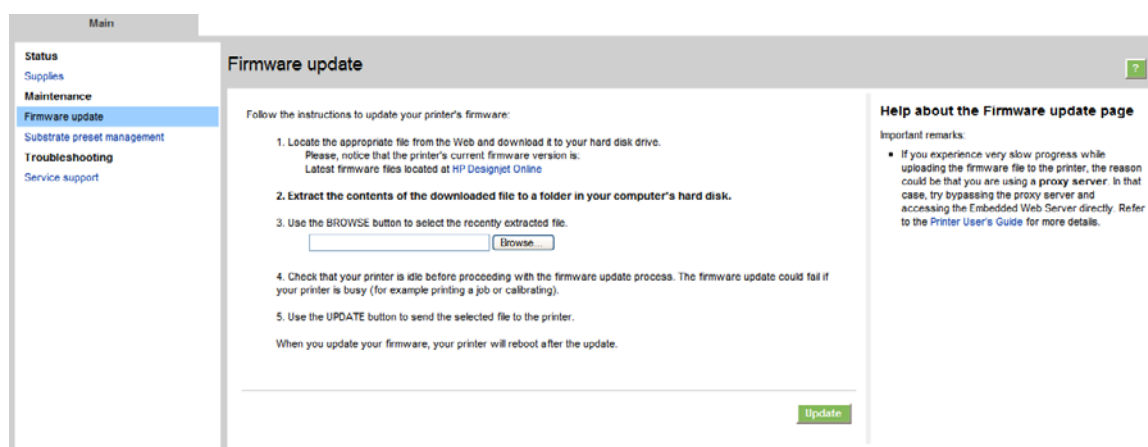 Main
Status
Supplies
Maintenance
Firmware update
Substrate preset management
Troubleshooting
Service support
Firmware update
?
Follow the instructions to update your printer's firmware:
1. Locate the appropriate file from the Web and download it to your hard disk drive.
Please, notice that the printer's current firmware version is:
Latest firmware files located at HP Designjet Online
2. Extract the contents of the downloaded file to a folder in your computer's hard disk.
3. Use the BROWSE button to select the recently extracted file.
Browse...
4. Check that your printer is idle before proceeding with the firmware update process. The firmware update could fail if
your printer is busy (for example printing a job or calibrating).
5. Use the UPDATE button to send the selected file to the printer.
When you update your firmware, your printer will reboot after the update.
Update
Help about the Firmware update page
Important remarks:
If you experience very slow progress while
uploading the firmware file to the printer, the reason
could be that you are using a proxy server. In that
case, try bypassing the proxy server and
accessing the Embedded Web Server directly. Refer
to the Printer User's Guide for more details.